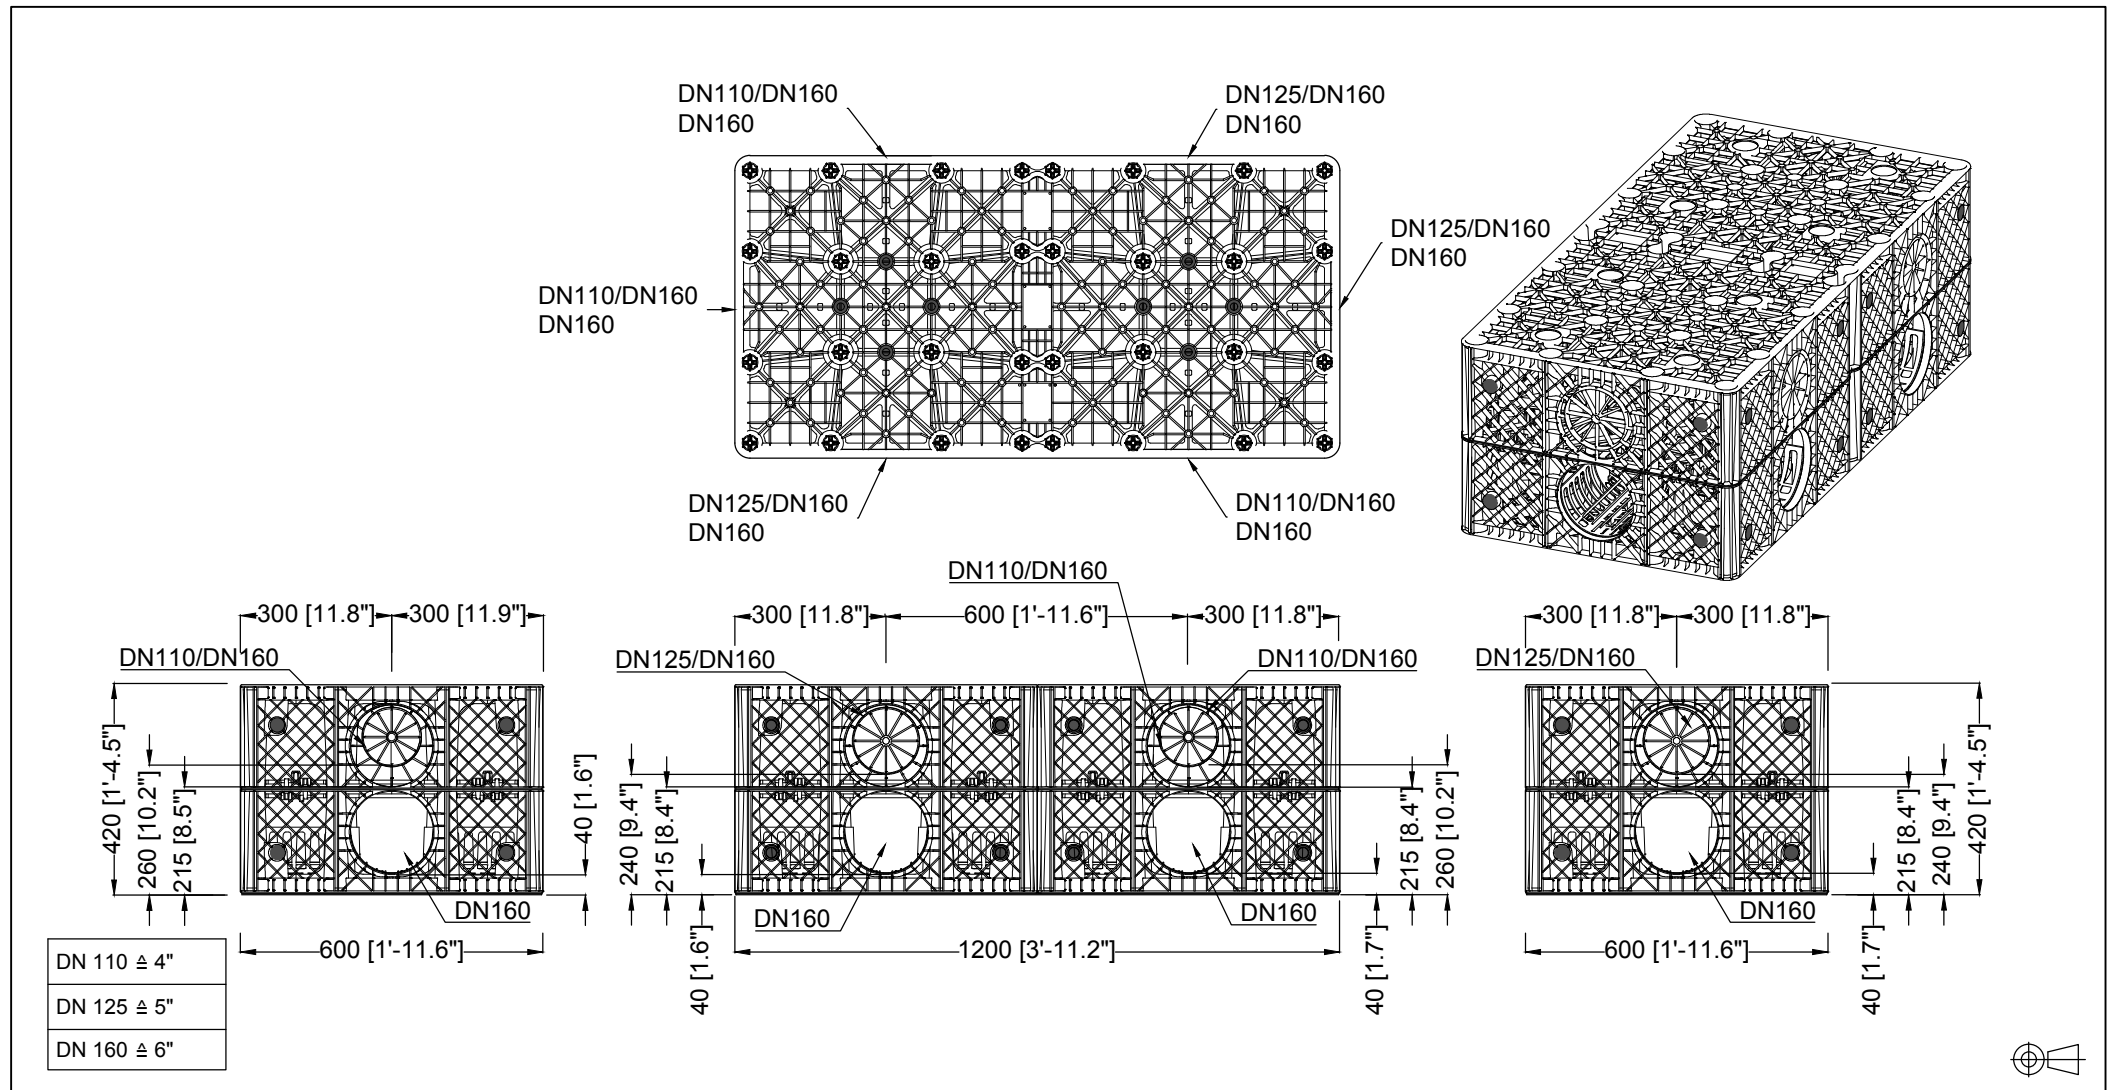 DN110/DN160
DN160
DN125/DN160
DN160
DN125/DN160
DN160
DN110/DN160
DN160
DN125/DN160
DN160
DN110/DN160
DN160
300 [11.8"]
300 [11.9"]
DN110/DN160
420 [1'-4.5"]
260 [10.2"]
215 [8.5"]
40 [1.6"]
DN160
600 [1'-11.6"]
DN110/DN160
300 [11.8"]
600 [1'-11.6"]
300 [11.8"]
DN125/DN160
DN110/DN160
240 [9.4"]
215 [8.4"]
40 [1.6"]
215 [8.4"]
260 [10.2"]
40 [1.7"]
DN160
DN160
1200 [3'-11.2"]
300 [11.8"]
300 [11.8"]
DN125/DN160
215 [8.4"]
240 [9.4"]
420 [1'-4.5"]
40 [1.7"]
DN160
600 [1'-11.6"]
DN 110 ≙ 4"
DN 125 ≙ 5"
DN 160 ≙ 6"